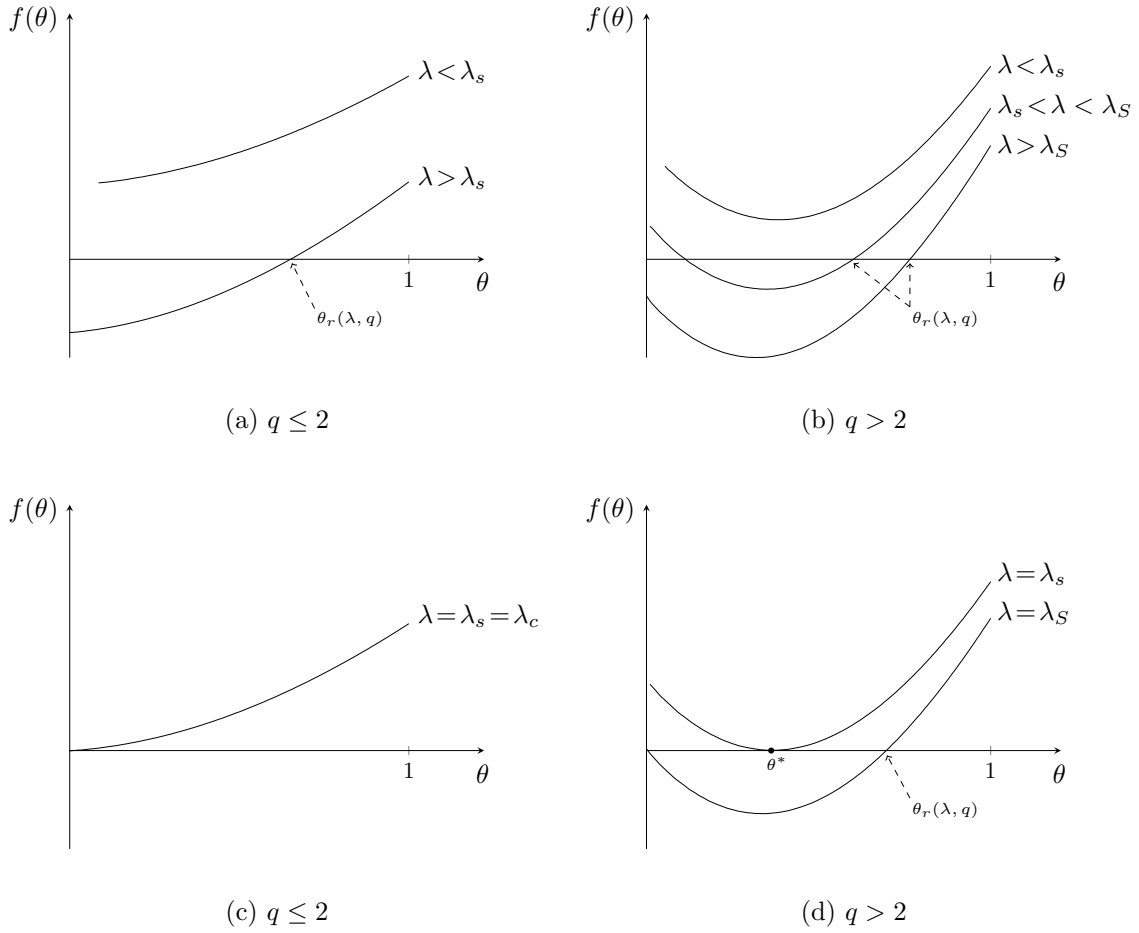 f(θ)
λ<λ_s
λ>λ_s
1
θ
θ_r(λ, q)
(a) q ≤ 2
f(θ)
λ<λ_s
λ_s<λ<λ_S
λ>λ_S
1
θ
θ_r(λ, q)
(b) q > 2
f(θ)
λ=λ_s=λ_c
1
θ
(c) q ≤ 2
f(θ)
λ=λ_s
λ=λ_S
θ*
1
θ
θ_r(λ, q)
(d) q > 2